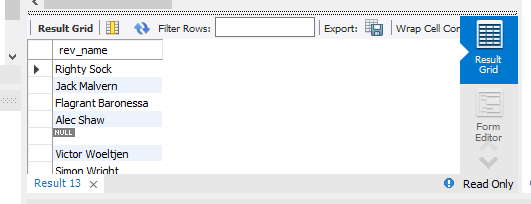 Result Grid Filter Rows: Export: Wrap Cell Con
rev_name
Righty Sock
Jack Malvern
Flagrant Baronessa
Alec Shaw
NULL
Victor Woeltjen
Simon Wright
Result
Grid
Form
Editor
Result 13 × Read Only